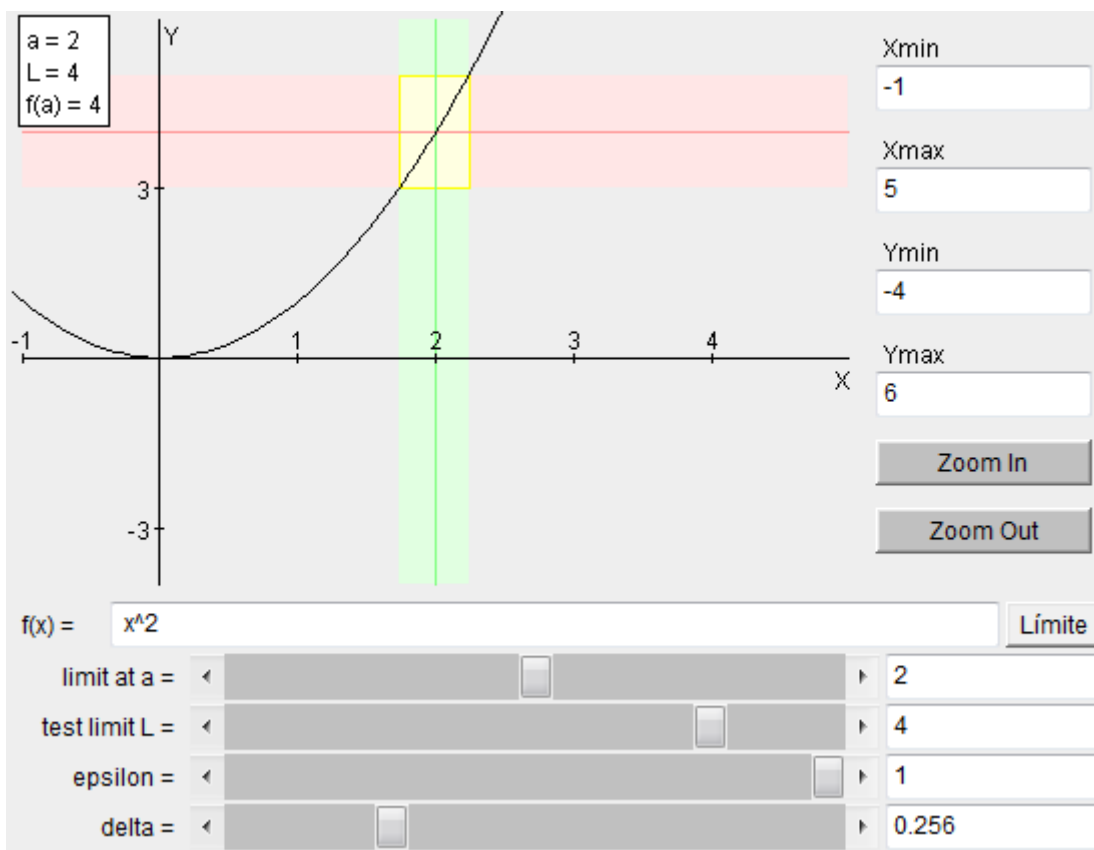 a = 2
L = 4
f(a) = 4
Y
3
-1
1
2
3
4
X
-3
Xmin
-1
Xmax
5
Ymin
-4
Ymax
6
Zoom In
Zoom Out
f(x) = x^2 Límite
limit at a = 2
test limit L = 4
epsilon = 1
delta = 0.256